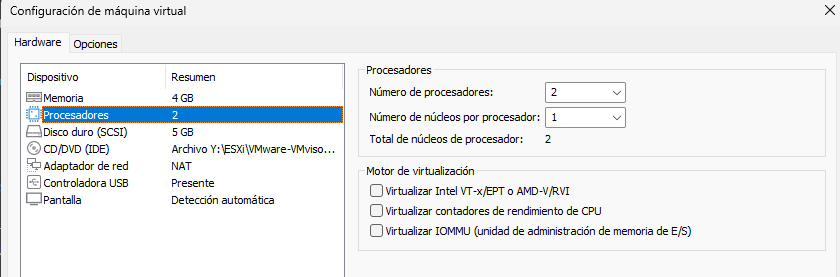 Configuración de máquina virtual
Hardware Opciones
Dispositivo Resumen
Memoria 4 GB
Procesadores 2
Disco duro (SCSI) 5 GB
CD/DVD (IDE) Archivo Y:\ESXi\VMware-VMviso...
Adaptador de red NAT
Controladora USB Presente
Pantalla Detección automática
Procesadores
Número de procesadores: 2
Número de núcleos por procesador: 1
Total de núcleos de procesador: 2
Motor de virtualización
Virtualizar Intel VT-x/EPT o AMD-V/RVI
Virtualizar contadores de rendimiento de CPU
Virtualizar IOMMU (unidad de administración de memoria de E/S)